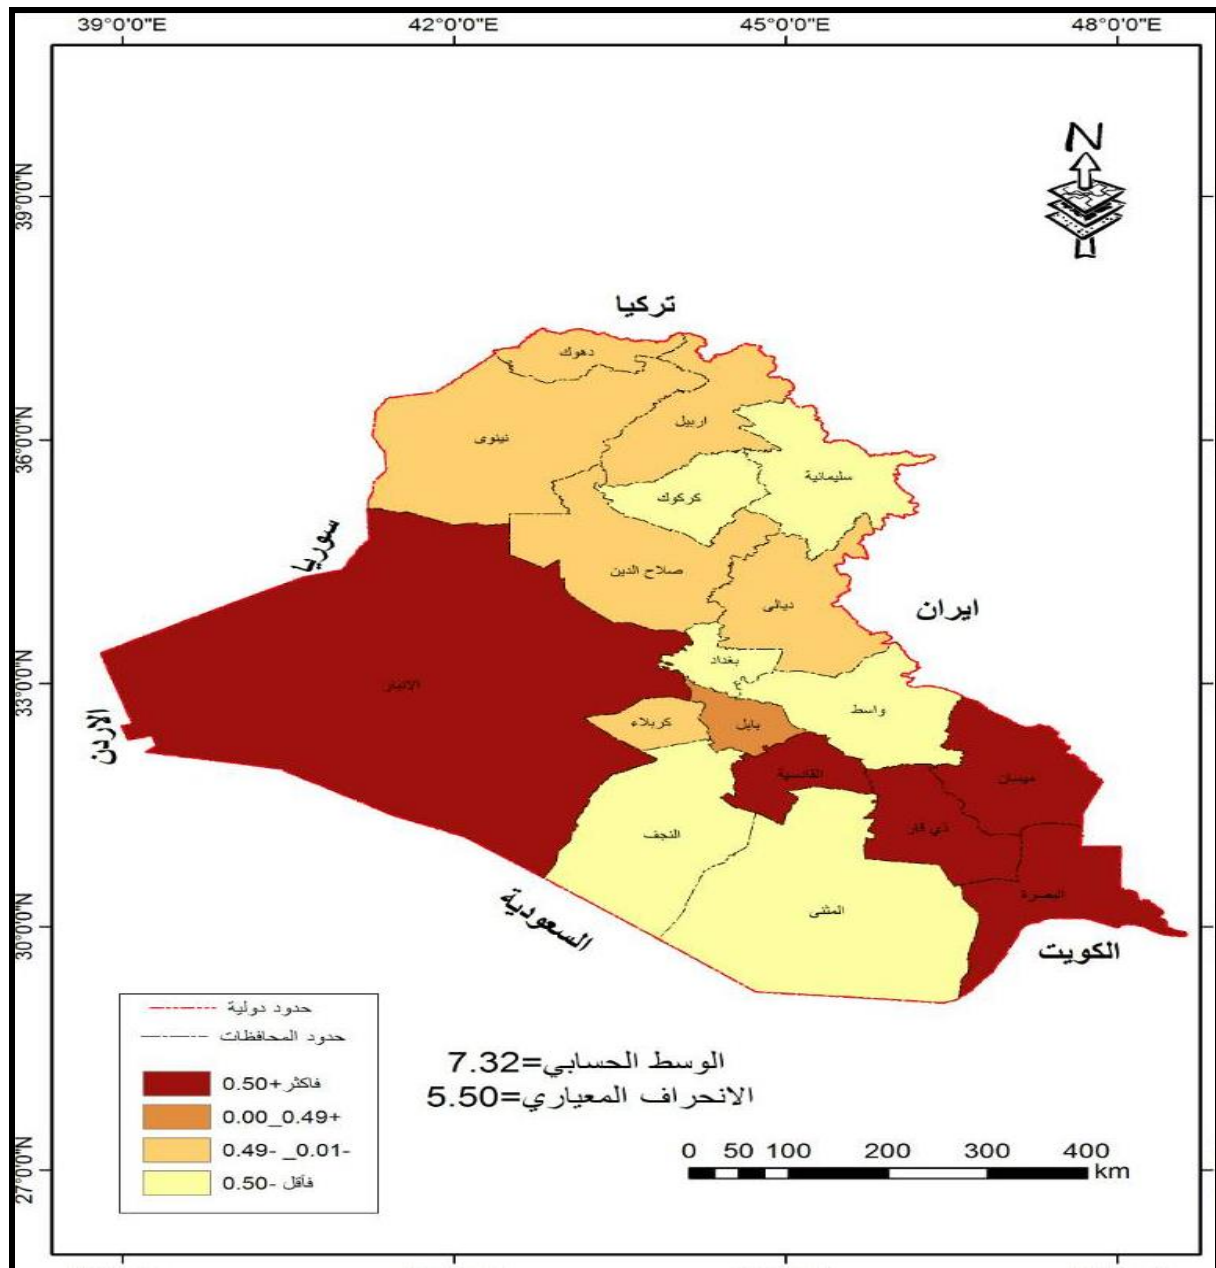 39°0'0"E 42°0'0"E 45°0'0"E 48°0'0"E
N
39°0'0"N
تركيا
دهوك
اربيل
نينوى
36°0'0"N
سليمانية
كركوك
سوريا
صلاح الدين
ديالى
ايران
بغداد
33°0'0"N
الانبار
واسط
كربلاء
بابل
الاردن
القادسية
ميسان
النجف
ذي قار
البصرة
المثنى
30°0'0"N
السعودية
الكويت
حدود دولية
حدود المحافظات
فاكثر+0.50
0.00_0.49+
0.49- _0.01-
فأقل -0.50
الوسط الحسابي=7.32
الانحراف المعياري=5.50
0 50 100 200 300 400
km
27°0'0"N